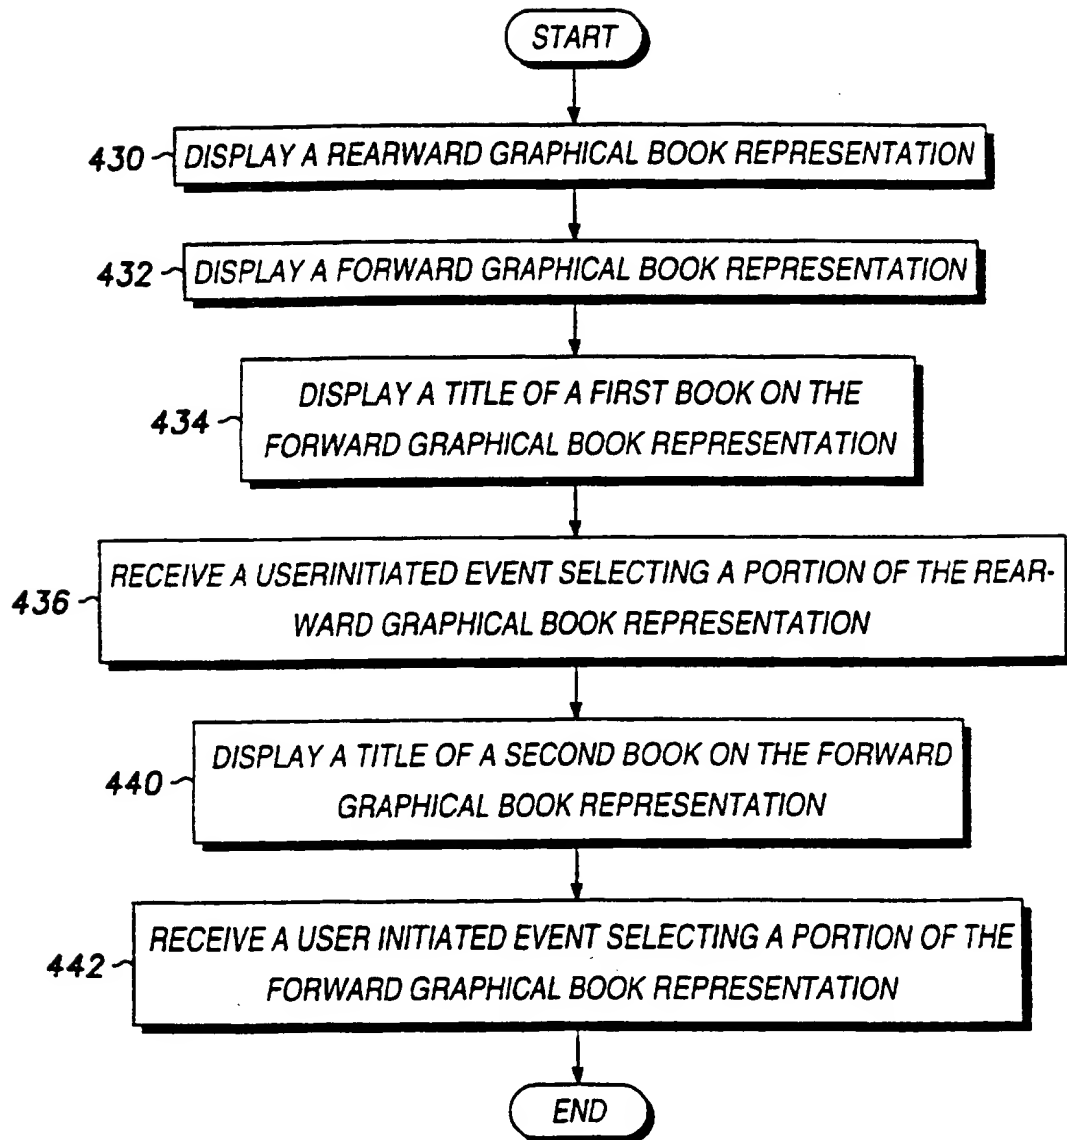 START
430
DISPLAY A REARWARD GRAPHICAL BOOK REPRESENTATION
432
DISPLAY A FORWARD GRAPHICAL BOOK REPRESENTATION
434
DISPLAY A TITLE OF A FIRST BOOK ON THE
FORWARD GRAPHICAL BOOK REPRESENTATION
436
RECEIVE A USERINITIATED EVENT SELECTING A PORTION OF THE REAR-
WARD GRAPHICAL BOOK REPRESENTATION
440
DISPLAY A TITLE OF A SECOND BOOK ON THE FORWARD
GRAPHICAL BOOK REPRESENTATION
442
RECEIVE A USER INITIATED EVENT SELECTING A PORTION OF THE
FORWARD GRAPHICAL BOOK REPRESENTATION
END